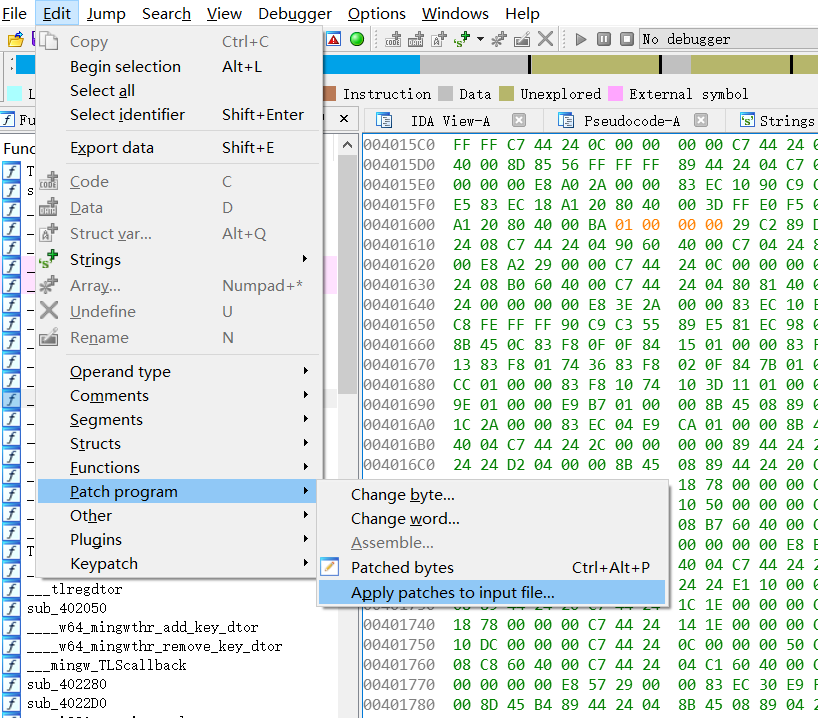 File Edit Jump Search View Debugger Options Windows Help
No debugger
Instruction Data Unexplored External symbol
IDA View-A Pseudocode-A Strings
Copy Ctrl+C
Begin selection Alt+L
Select all
Select identifier Shift+Enter
Export data Shift+E
Code C
Data D
Struct var... Alt+Q
Strings
Array... Numpad+*
Undefine U
Rename N
Operand type
Comments
Segments
Structs
Functions
Patch program
Other
Plugins
Keypatch
Change byte...
Change word...
Assemble...
Patched bytes Ctrl+Alt+P
Apply patches to input file...
___tlregdtor
sub_402050
____w64_mingwthr_add_key_dtor
____w64_mingwthr_remove_key_dtor
___mingw_TLScallback
sub_402280
sub_4022D0
004015C0 FF FF C7 44 24 0C 00 00 00 00 C7 44 24 0
004015D0 40 00 8D 85 56 FF FF FF 89 44 24 04 C7
004015E0 00 00 00 E8 A0 2A 00 00 83 EC 10 90 C9 C
004015F0 E5 83 EC 18 A1 20 80 40 00 3D FF E0 F5 0
00401600 A1 20 80 40 00 BA 01 00 00 00 29 C2 89 D
00401610 24 08 C7 44 24 04 90 60 40 00 C7 04 24 8
00401620 00 E8 A2 29 00 00 C7 44 24 0C 00 00 00 0
00401630 24 08 B0 60 40 00 C7 44 24 04 80 81 40 0
00401640 24 00 00 00 00 E8 3E 2A 00 00 83 EC 10 E
00401650 C8 FE FF FF 90 C9 C3 55 89 E5 81 EC 98 0
00401660 8B 45 0C 83 F8 0F 0F 84 15 01 00 00 83 F
00401670 13 83 F8 01 74 36 83 F8 02 0F 84 7B 01 0
00401680 CC 01 00 00 83 F8 10 74 10 3D 11 01 00 0
00401690 9E 01 00 00 E9 B7 01 00 00 8B 45 08 89 0
004016A0 1C 2A 00 00 83 EC 04 E9 CA 01 00 00 8B 4
004016B0 40 04 C7 44 24 2C 00 00 00 00 89 44 24 2
004016C0 24 24 D2 04 00 00 8B 45 08 89 44 24 20 C
18 78 00 00 00
10 50 00 00 00
08 B7 60 40 00 C
00 00 00 00 E8 E
40 04 C7 44 24 2
24 24 E1 10 00 0
1C 1E 00 00 00
00401740 18 78 00 00 00 C7 44 24 14 1E 00 00 00 C
00401750 10 DC 00 00 00 C7 44 24 0C 00 00 00 50 C
00401760 08 C8 60 40 00 C7 44 24 04 C1 60 40 00 C
00401770 00 00 00 00 E8 57 29 00 00 83 EC 30 E9 F
00401780 00 8D 45 B4 89 44 24 04 8B 45 08 89 04 2